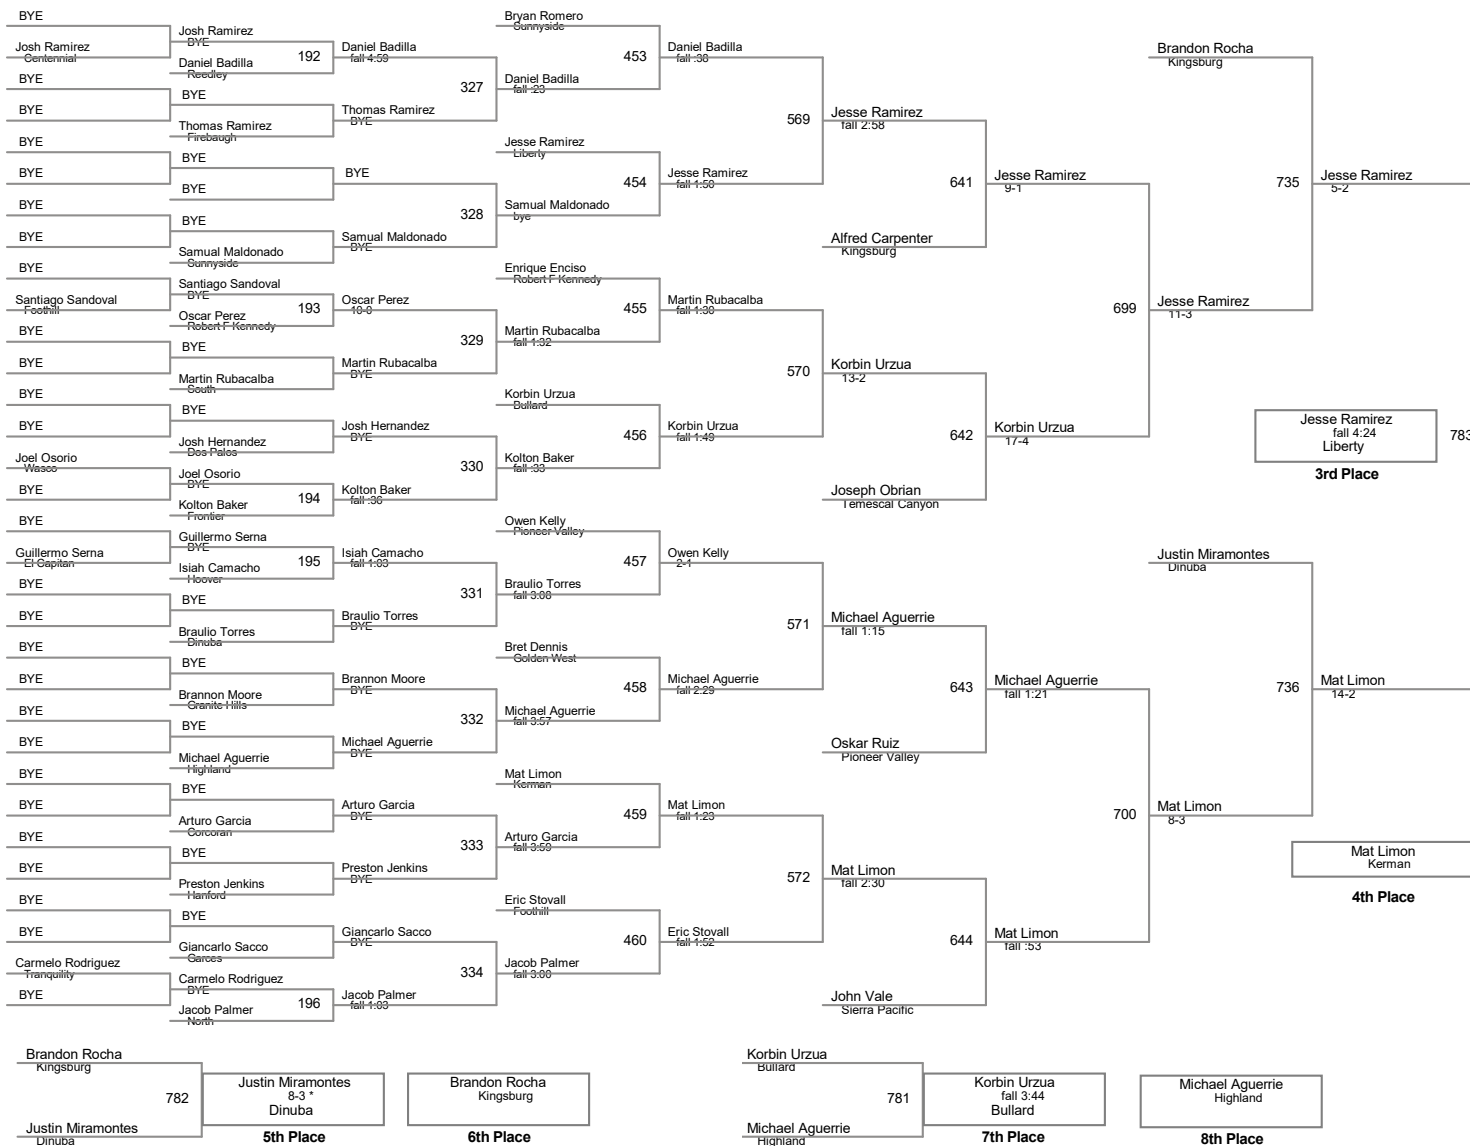 BYE
Josh Ramirez
Centennial
BYE
BYE
BYE
BYE
BYE
BYE
BYE
Santiago Sandoval
Foothill
BYE
BYE
BYE
BYE
Joel Osorio
Wasco
BYE
BYE
Guillermo Serna
El Capitan
BYE
BYE
BYE
BYE
BYE
BYE
BYE
BYE
BYE
BYE
BYE
BYE
Carmelo Rodriguez
Tranquility
BYE
Josh Ramirez
BYE
192
Daniel Badilla
Reedley
BYE
Thomas Ramirez
Firebaugh
BYE
BYE
BYE
Samual Maldonado
Sunnyside
Santiago Sandoval
BYE
193
Oscar Perez
Robert F Kennedy
BYE
Martin Rubacalba
South
BYE
Josh Hernandez
Dos Palos
Joel Osorio
BYE
194
Kolton Baker
Frontier
Guillermo Serna
BYE
195
Isiah Camacho
Hoover
BYE
Braulio Torres
Dinuba
BYE
Brannon Moore
Granite Hills
BYE
Michael Aguerrie
Highland
BYE
Arturo Garcia
Corcoran
BYE
Preston Jenkins
Hanford
BYE
Giancarlo Sacco
Garces
Carmelo Rodriguez
BYE
196
Jacob Palmer
North
Daniel Badilla
fall 4:59
327
Thomas Ramirez
BYE
BYE
328
Samual Maldonado
BYE
Oscar Perez
10-0
329
Martin Rubacalba
BYE
Josh Hernandez
BYE
330
Kolton Baker
fall :36
Isiah Camacho
fall 1:03
331
Braulio Torres
BYE
Brannon Moore
BYE
332
Michael Aguerrie
BYE
Arturo Garcia
BYE
333
Preston Jenkins
BYE
Giancarlo Sacco
BYE
334
Jacob Palmer
fall 1:03
Bryan Romero
Sunnyside
453
Daniel Badilla
fall :23
Jesse Ramirez
Liberty
454
Samual Maldonado
bye
Enrique Enciso
Robert F Kennedy
455
Martin Rubacalba
fall 1:32
Korbin Urzua
Bullard
456
Kolton Baker
fall :33
Owen Kelly
Pioneer Valley
457
Braulio Torres
fall 3:08
Bret Dennis
Golden West
458
Michael Aguerrie
fall 3:57
Mat Limon
Kerman
459
Arturo Garcia
fall 3:59
Eric Stovall
Foothill
460
Jacob Palmer
fall 3:00
Daniel Badilla
fall :38
569
Jesse Ramirez
fall 1:50
Martin Rubacalba
fall 1:30
570
Korbin Urzua
fall 1:49
Owen Kelly
2-1
571
Michael Aguerrie
fall 2:29
Mat Limon
fall 1:23
572
Eric Stovall
fall 1:52
Jesse Ramirez
fall 2:58
641
Alfred Carpenter
Kingsburg
Korbin Urzua
13-2
642
Joseph Obrian
Temescal Canyon
Michael Aguerrie
fall 1:15
643
Oskar Ruiz
Pioneer Valley
Mat Limon
fall 2:30
644
John Vale
Sierra Pacific
Jesse Ramirez
9-1
699
Korbin Urzua
17-4
Michael Aguerrie
fall 1:21
700
Mat Limon
fall :53
Brandon Rocha
Kingsburg
735
Jesse Ramirez
11-3
Justin Miramontes
Dinuba
736
Mat Limon
8-3
Jesse Ramirez
5-2
Jesse Ramirez
fall 4:24
Liberty
783
3rd Place
Mat Limon
14-2
Mat Limon
Kerman
4th Place
Brandon Rocha
Kingsburg
782
Justin Miramontes
Dinuba
Justin Miramontes
8-3 *
Dinuba
5th Place
Brandon Rocha
Kingsburg
6th Place
Korbin Urzua
Bullard
781
Michael Aguerrie
Highland
Korbin Urzua
fall 3:44
Bullard
7th Place
Michael Aguerrie
Highland
8th Place